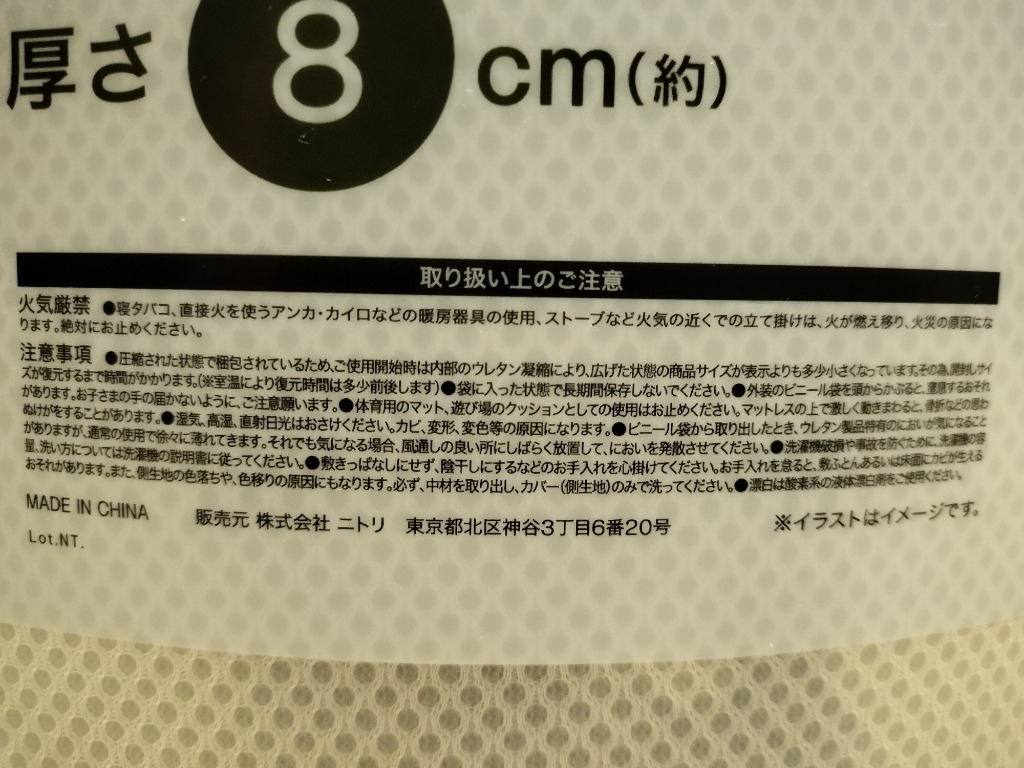 厚さ 8 cm(約)
取り扱い上のご注意
火気厳禁 ●寝タバコ、直接火を使うアンカ・カイロなどの暖房器具の使用、ストーブなど火気の近くでの立て掛けは、火が燃え移り、火災の原因にな
ります。絶対にお止めください。
注意事項 ●圧縮された状態で梱包されているため、ご使用開始時は内部のウレタン凝縮により、広げた状態の商品サイズが表示よりも多少小さくなっています。その為、開封しサイ
ズが復元するまで時間がかかります。(※室温により復元時間は多少前後します)●袋に入った状態で長期間保存しないでください。●外装のビニール袋を頭からかぶると、窒息するおそれ
があります。お子さまの手の届かないように、ご注意願います。●体育用のマット、遊び場のクッションとしての使用はお止めください。マットレスの上で激しく動きまわると、骨折などの思わ
ぬけがをすることがあります。●湿気、高湿、直射日光はおさけください。カビ、変形、変色等の原因になります。●ビニール袋から取り出したとき、ウレタン製品特有のにおいが気になること
がありますが、通常の使用で徐々に薄れてきます。それでも気になる場合、風通しの良い所にしばらく放置して、においを発散させてください。●洗濯機破損や事故を防ぐために、洗濯機の容
量、洗い方については洗濯機の説明書に従ってください。●敷きっぱなしにせず、陰干しにするなどのお手入れを心掛けてください。お手入れを怠ると、敷ふとんあるいは床面にカビが生える
おそれがあります。また、側生地の色落ちや、色移りの原因にもなります。必ず、中材を取り出し、カバー(側生地)のみで洗ってください。●漂白は酸素系の液体漂白剤をご使用ください。
MADE IN CHINA 販売元 株式会社 ニトリ 東京都北区神谷3丁目6番20号 ※イラストはイメージです。
Lot.NT.